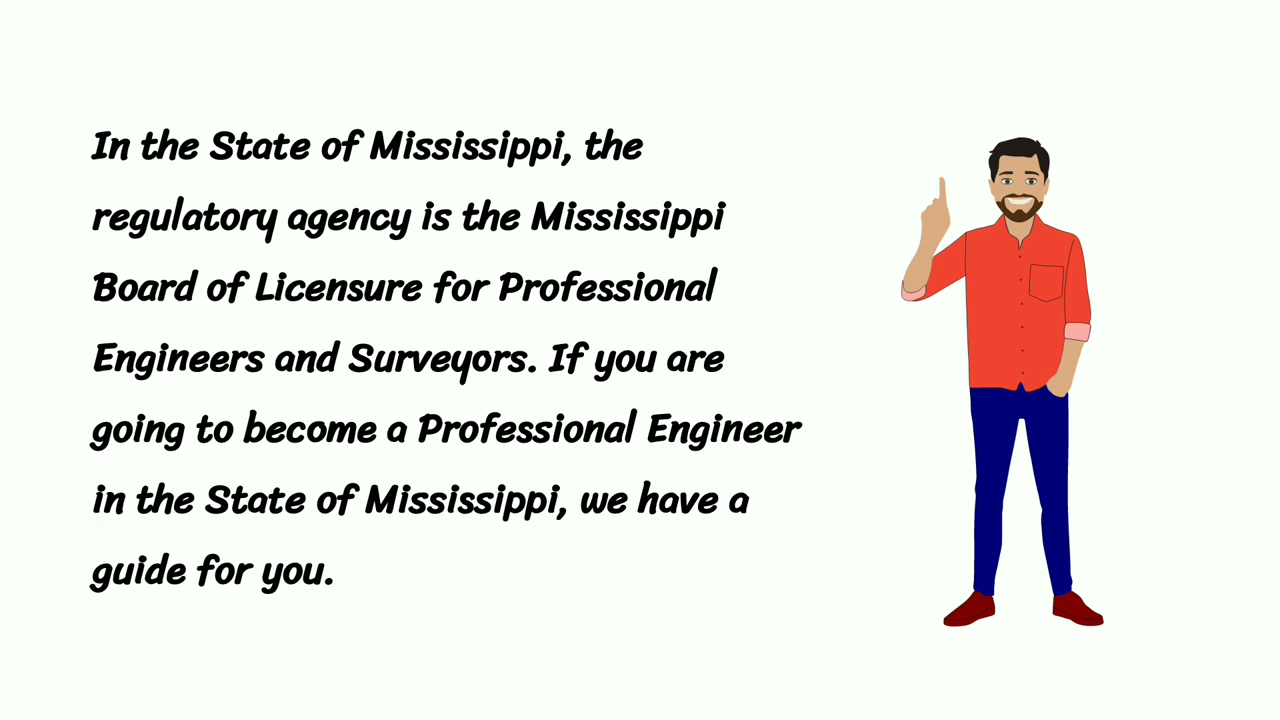 In the State of Mississippi, the
regulatory agency is the Mississippi
Board of Licensure for Professional
Engineers and Surveyors. If you are
going to become a Professional Engineer
in the State of Mississippi, we have a
guide for you.